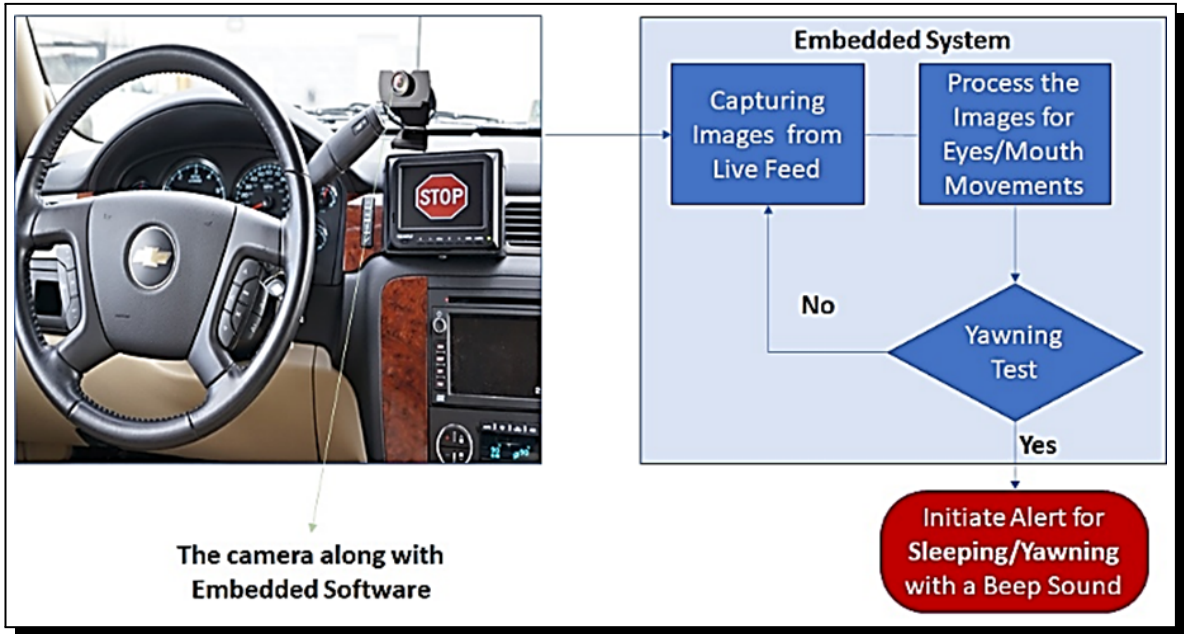 STOP
The camera along with
Embedded Software
Embedded System
Capturing
Images from
Live Feed
Process the
Images for
Eyes/Mouth
Movements
Yawning
Test
No
Yes
Initiate Alert for
Sleeping/Yawning
with a Beep Sound